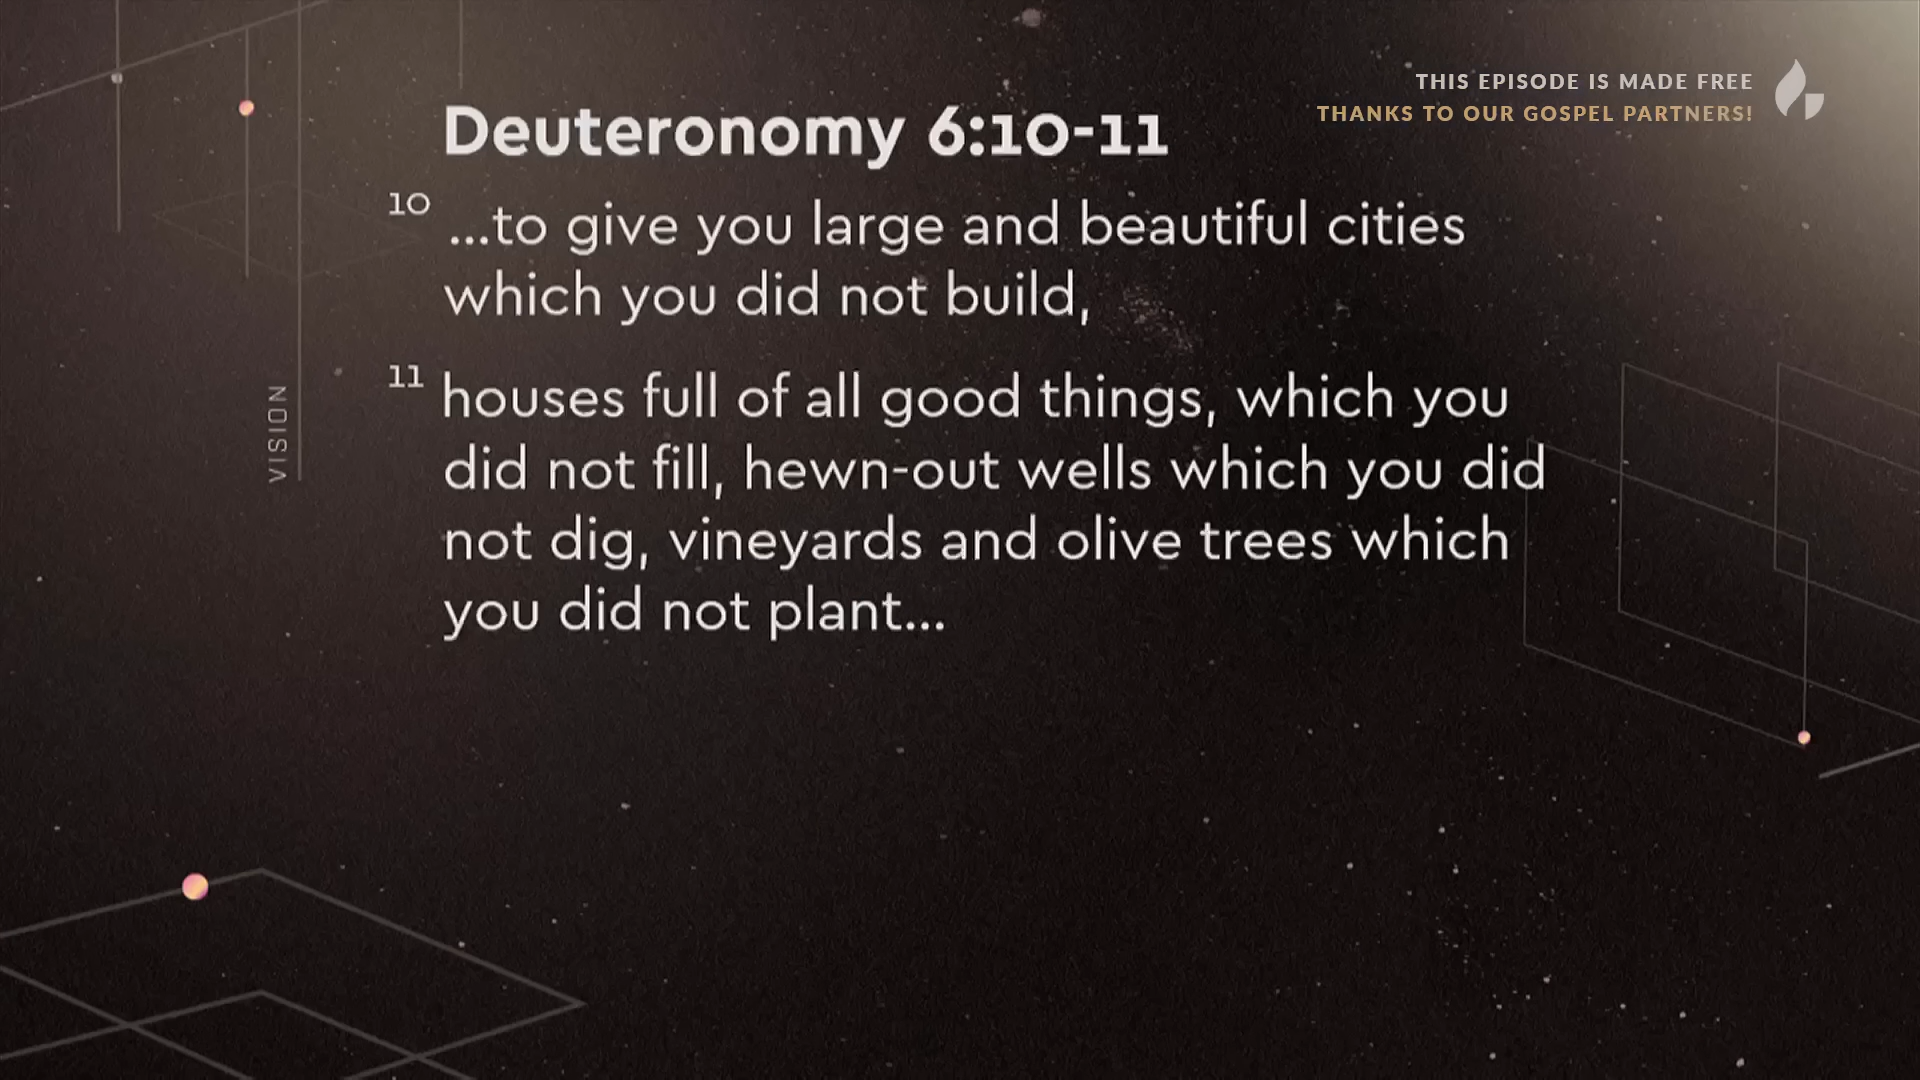 THIS EPISODE IS MADE FREE
THANKS TO OUR GOSPEL PARTNERS!
Deuteronomy 6:10-11
10 ...to give you large and beautiful cities
which you did not build,
11 houses full of all good things, which you
did not fill, hewn-out wells which you did
not dig, vineyards and olive trees which
you did not plant...
VISION